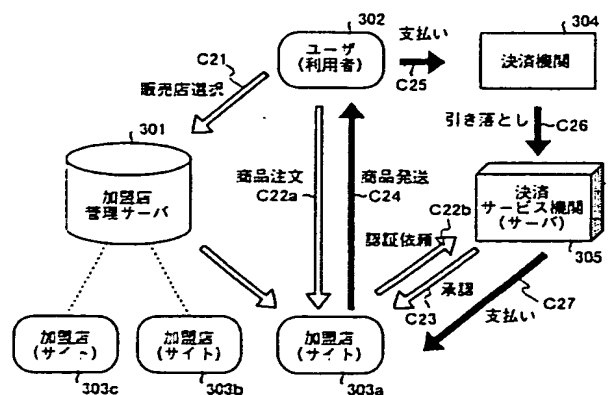 302
304
C21
ユーザ
(利用者)
支払い
C25
決済機関
販売店選択
301
引き落とし
C26
加盟店
管理サーバ
商品注文
C22a
商品発送
C24
C22b
決済
サービス機関
(サーバ)
認証依頼
305
承認
C23
C27
支払い
加盟店
(サイト)
加盟店
(サイト)
加盟店
(サイト)
303c
303b
303a